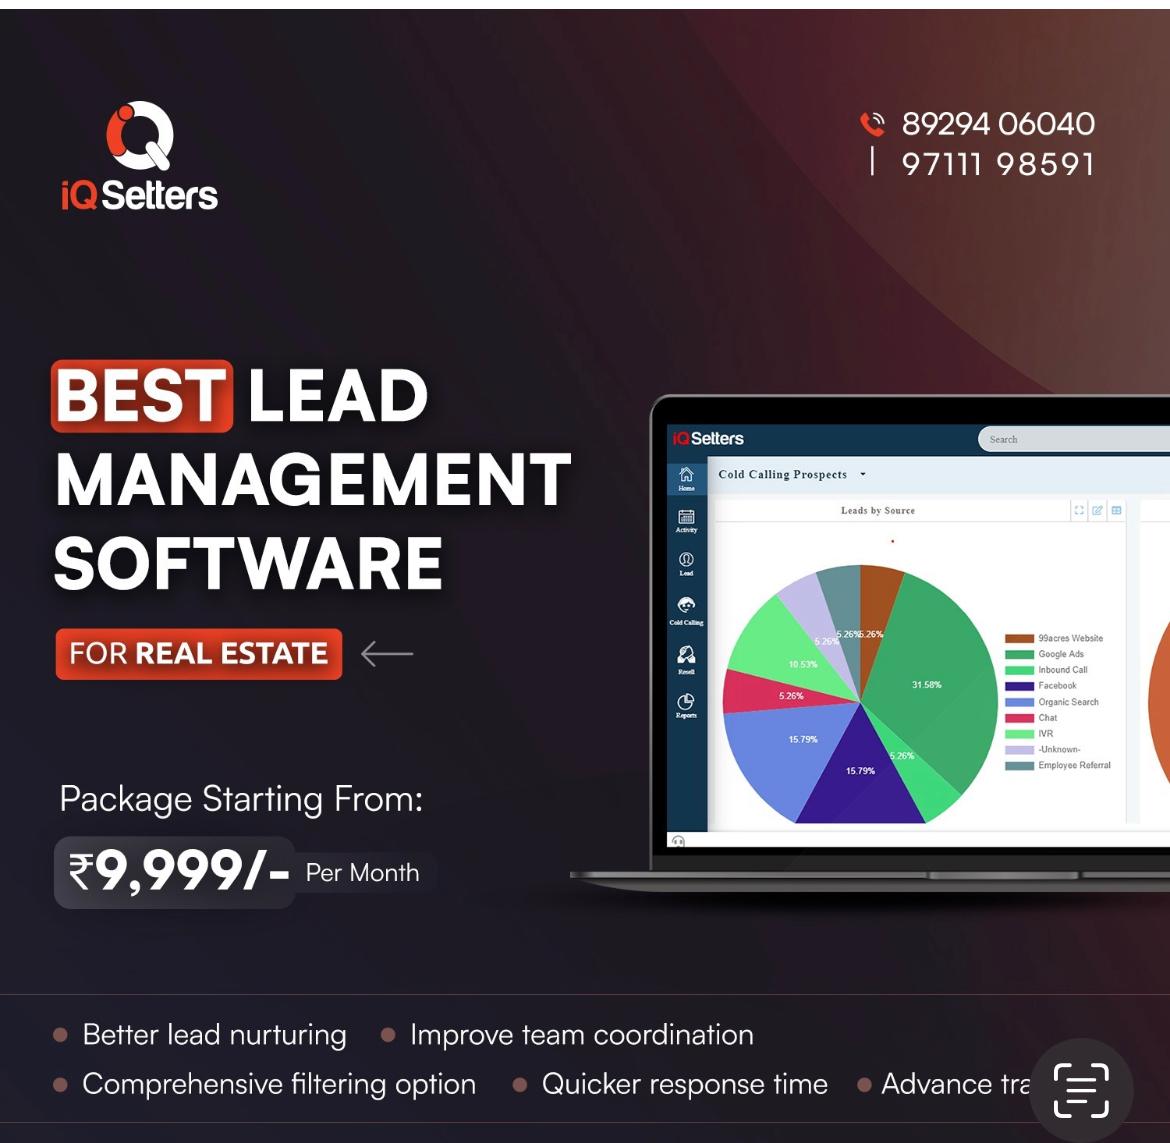 iQ Setters
89294 06040
97111 98591
BEST LEAD
MANAGEMENT
SOFTWARE
FOR REAL ESTATE
Package Starting From:
₹9,999/- Per Month
iQ Setters
Search
Home
Activity
Lead
Cold Calling
Resell
Reports
Cold Calling Prospects
Leads by Source
5.26% 5.26% 5.26%
10.53%
31.58%
5.26%
15.79%
5.26%
15.79%
99acres Website
Google Ads
Inbound Call
Facebook
Organic Search
Chat
IVR
-Unknown-
Employee Referral
Better lead nurturing Improve team coordination
Comprehensive filtering option Quicker response time Advance